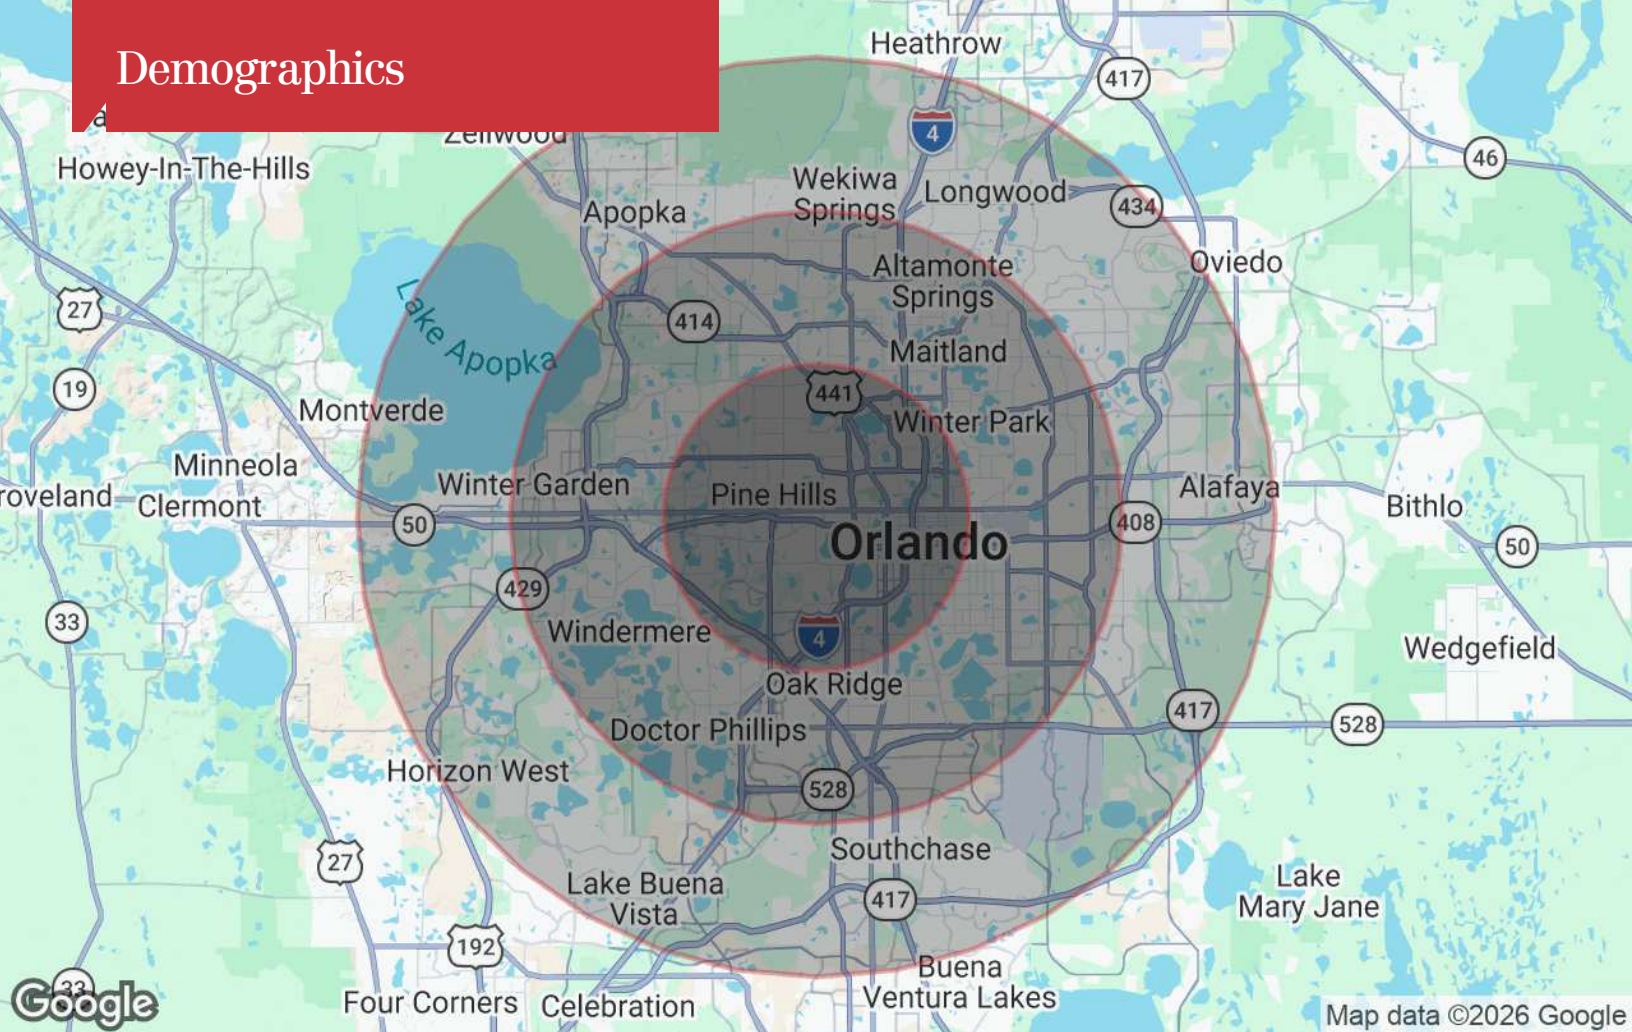 Demographics
Heathrow
417
4
Zellwood
Howey-In-The-Hills
46
Wekiwa
Springs
Longwood
434
Apopka
Oviedo
Altamonte
Springs
27
Lake Apopka
414
Maitland
19
441
Montverde
Winter Park
Minneola
Winter Garden
Pine Hills
Alafaya
roveland
Clermont
Bithlo
50
408
Orlando
50
429
33
Windermere
4
Wedgefield
Oak Ridge
417
Doctor Phillips
528
Horizon West
528
Southchase
27
Lake Buena
Vista
417
Lake
Mary Jane
192
Buena
Ventura Lakes
33
Google
Four Corners
Celebration
Map data ©2026 Google